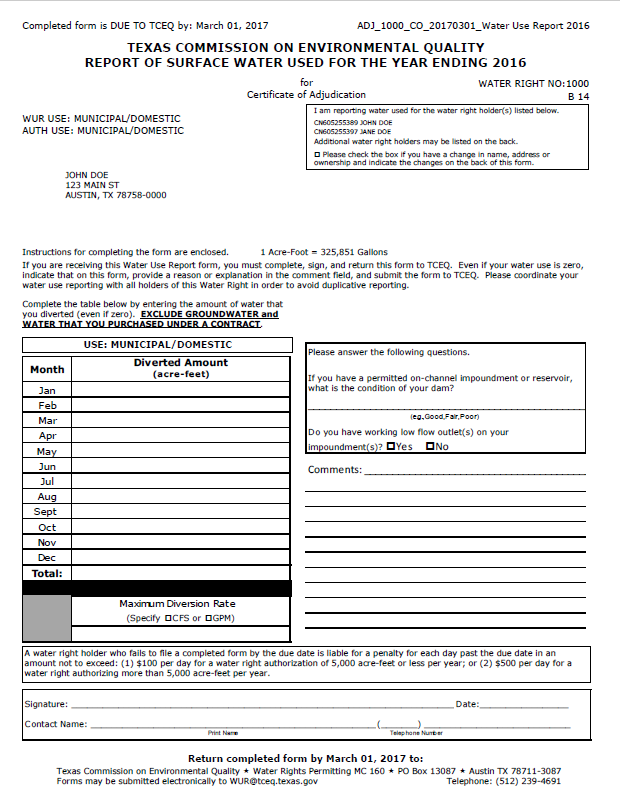 Completed form is DUE TO TCEQ by: March 01, 2017
ADJ_1000_CO_20170301_Water Use Report 2016
TEXAS COMMISSION ON ENVIRONMENTAL QUALITY
REPORT OF SURFACE WATER USED FOR THE YEAR ENDING 2016
for
Certificate of Adjudication
WATER RIGHT NO:1000
B 14
WUR USE: MUNICIPAL/DOMESTIC
AUTH USE: MUNICIPAL/DOMESTIC
I am reporting water used for the water right holder(s) listed below.
CN605255389 JOHN DOE
CN605255397 JANE DOE
Additional water right holders may be listed on the back.
☐ Please check the box if you have a change in name, address or
ownership and indicate the changes on the back of this form.
JOHN DOE
123 MAIN ST
AUSTIN, TX 78758-0000
Instructions for completing the form are enclosed. 1 Acre-Foot = 325,851 Gallons
If you are receiving this Water Use Report form, you must complete, sign, and return this form to TCEQ. Even if your water use is zero,
indicate that on this form, provide a reason or explanation in the comment field, and submit the form to TCEQ. Please coordinate your
water use reporting with all holders of this Water Right in order to avoid duplicative reporting.
Complete the table below by entering the amount of water that
you diverted (even if zero). EXCLUDE GROUNDWATER and
WATER THAT YOU PURCHASED UNDER A CONTRACT.
USE: MUNICIPAL/DOMESTIC
Month
Diverted Amount
(acre-feet)
Jan
Feb
Mar
Apr
May
Jun
Jul
Aug
Sept
Oct
Nov
Dec
Total:
Maximum Diversion Rate
(Specify ☐CFS or ☐GPM)
Please answer the following questions.
If you have a permitted on-channel impoundment or reservoir,
what is the condition of your dam?
(eg.,Good,Fair,Poor)
Do you have working low flow outlet(s) on your
impoundment(s)? ☐Yes ☐No
Comments:
A water right holder who fails to file a completed form by the due date is liable for a penalty for each day past the due date in an
amount not to exceed: (1) $100 per day for a water right authorization of 5,000 acre-feet or less per year; or (2) $500 per day for a
water right authorizing more than 5,000 acre-feet per year.
Signature: Date:
Contact Name: ( )
Print Name Telephone Number
Return completed form by March 01, 2017 to:
Texas Commission on Environmental Quality ★ Water Rights Permitting MC 160 ★ PO Box 13087 ★ Austin TX 78711-3087
Forms may be submitted electronically to WUR@tceq.texas.gov Telephone: (512) 239-4691